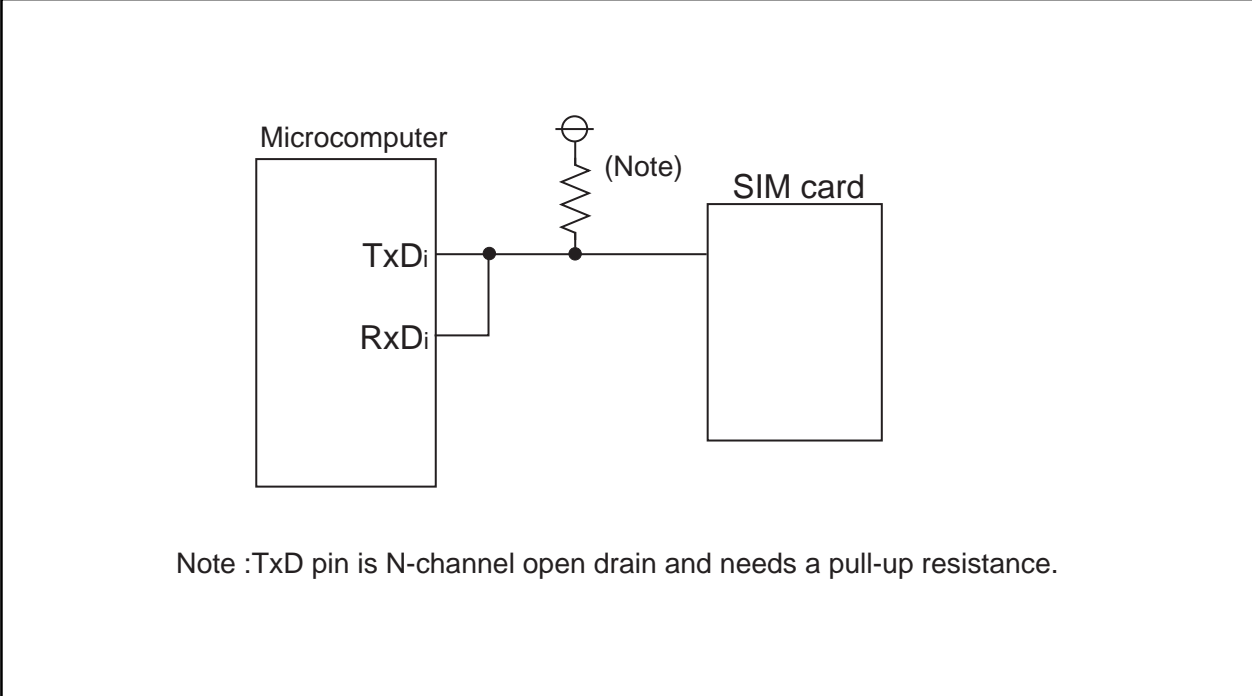 Microcomputer
(Note)
SIM card
TxDi
RxDi
Note :TxD pin is N-channel open drain and needs a pull-up resistance.